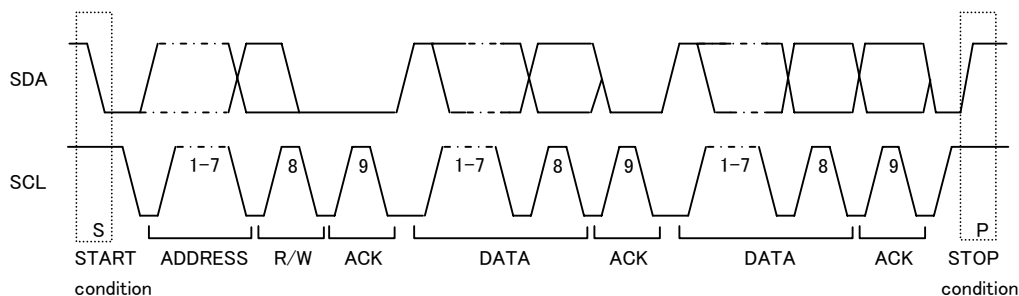 SDA
SCL
1-7 8 9 1-7 8 9 1-7 8 9
S P
START ADDRESS R/W ACK DATA ACK DATA ACK STOP
condition condition